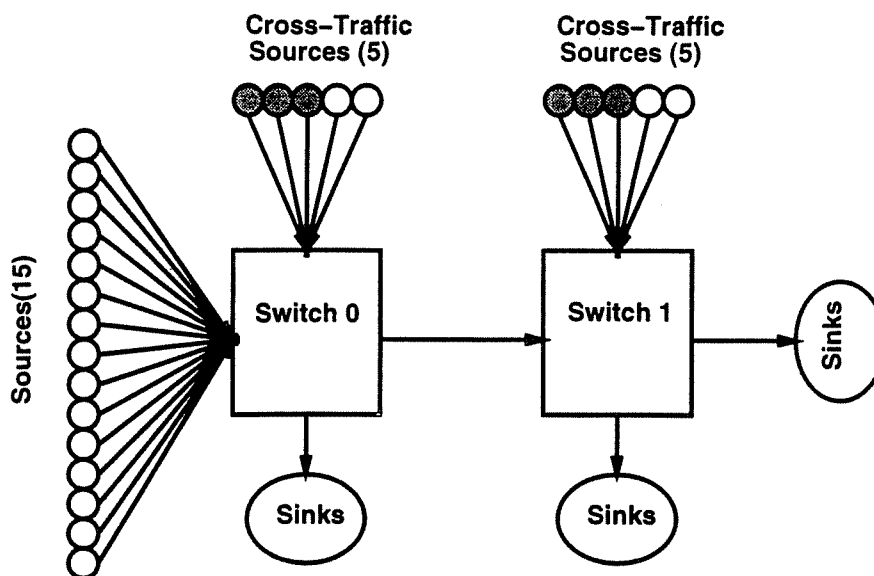 Cross-Traffic
Sources (5)
Cross-Traffic
Sources (5)
Sources(15)
Switch 0
Switch 1
Sinks
Sinks
Sinks